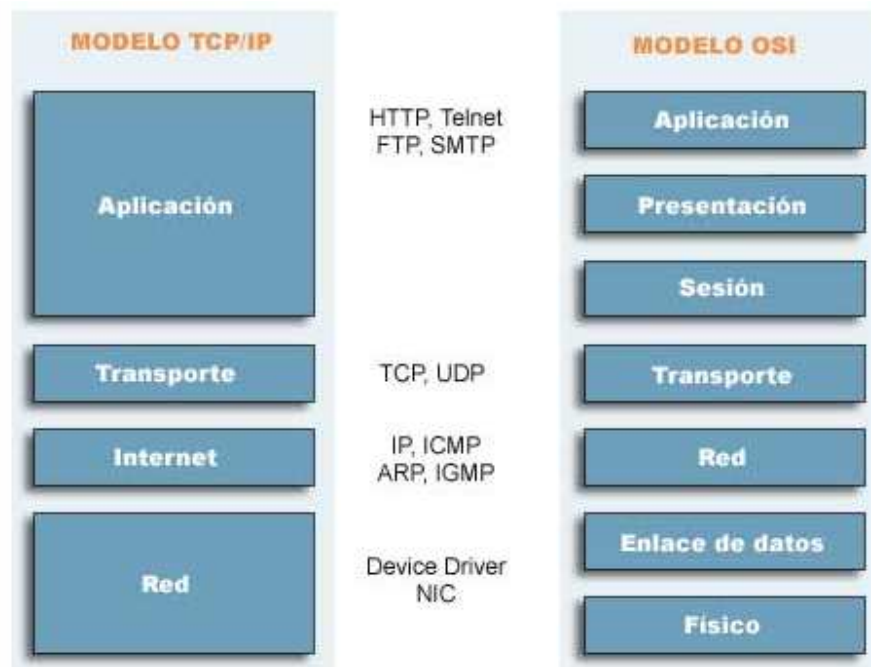 MODELO TCP/IP
Aplicación
Transporte
Internet
Red
HTTP, Telnet
FTP, SMTP
TCP, UDP
IP, ICMP
ARP, IGMP
Device Driver
NIC
MODELO OSI
Aplicación
Presentación
Sesión
Transporte
Red
Enlace de datos
Físico